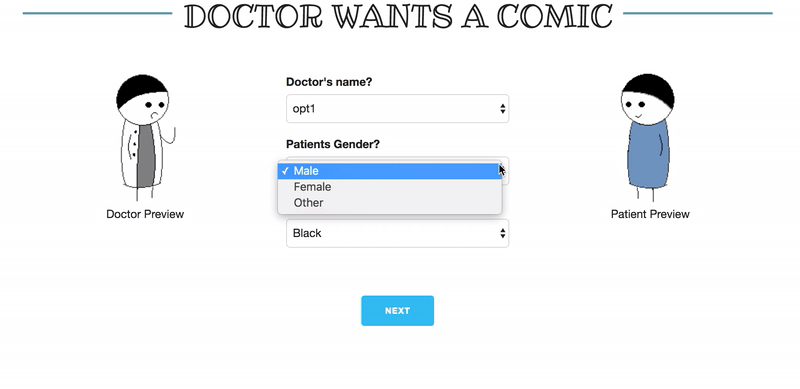 DOCTOR WANTS A COMIC
Doctor's name?
opt1
Patients Gender?
✓ Male
Female
Other
Black
Doctor Preview
Patient Preview
NEXT